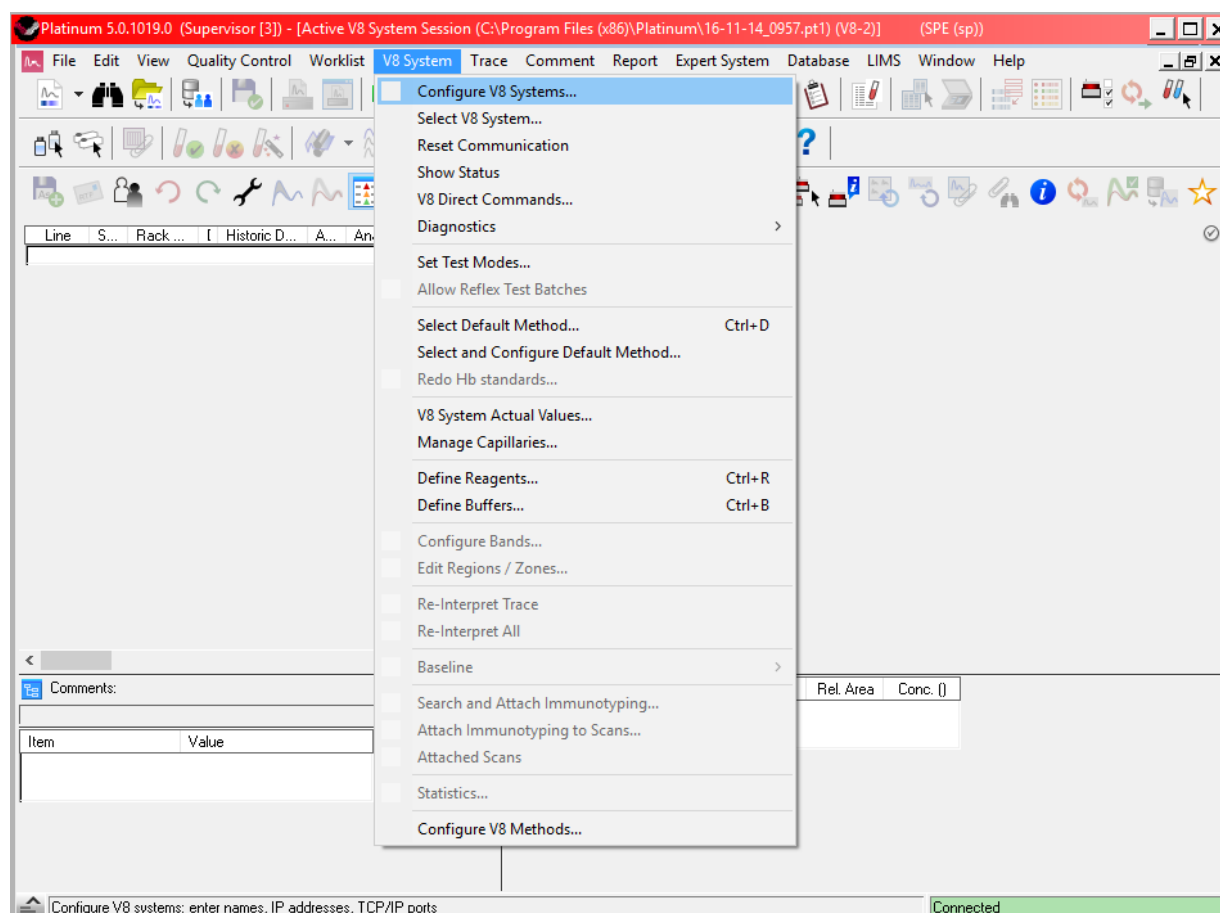 Platinum 5.0.1019.0 (Supervisor [3]) - [Active V8 System Session (C:\Program Files (x86)\Platinum\16-11-14_0957.pt1) (V8-2)] (SPE (sp))
File Edit View Quality Control Worklist V8 System Trace Comment Report Expert System Database LIMS Window Help
Configure V8 Systems...
Select V8 System...
Reset Communication
Show Status
V8 Direct Commands...
Diagnostics
Set Test Modes...
Allow Reflex Test Batches
Select Default Method... Ctrl+D
Select and Configure Default Method...
Redo Hb standards...
V8 System Actual Values...
Manage Capillaries...
Define Reagents... Ctrl+R
Define Buffers... Ctrl+B
Configure Bands...
Edit Regions / Zones...
Re-Interpret Trace
Re-Interpret All
Baseline
Search and Attach Immunotyping...
Attach Immunotyping to Scans...
Attached Scans
Statistics...
Configure V8 Methods...
Line S... Rack ... Historic D... A... An
Comments:
Item Value
Rel. Area Conc. ()
Configure V8 systems: enter names, IP addresses, TCP/IP ports
Connected